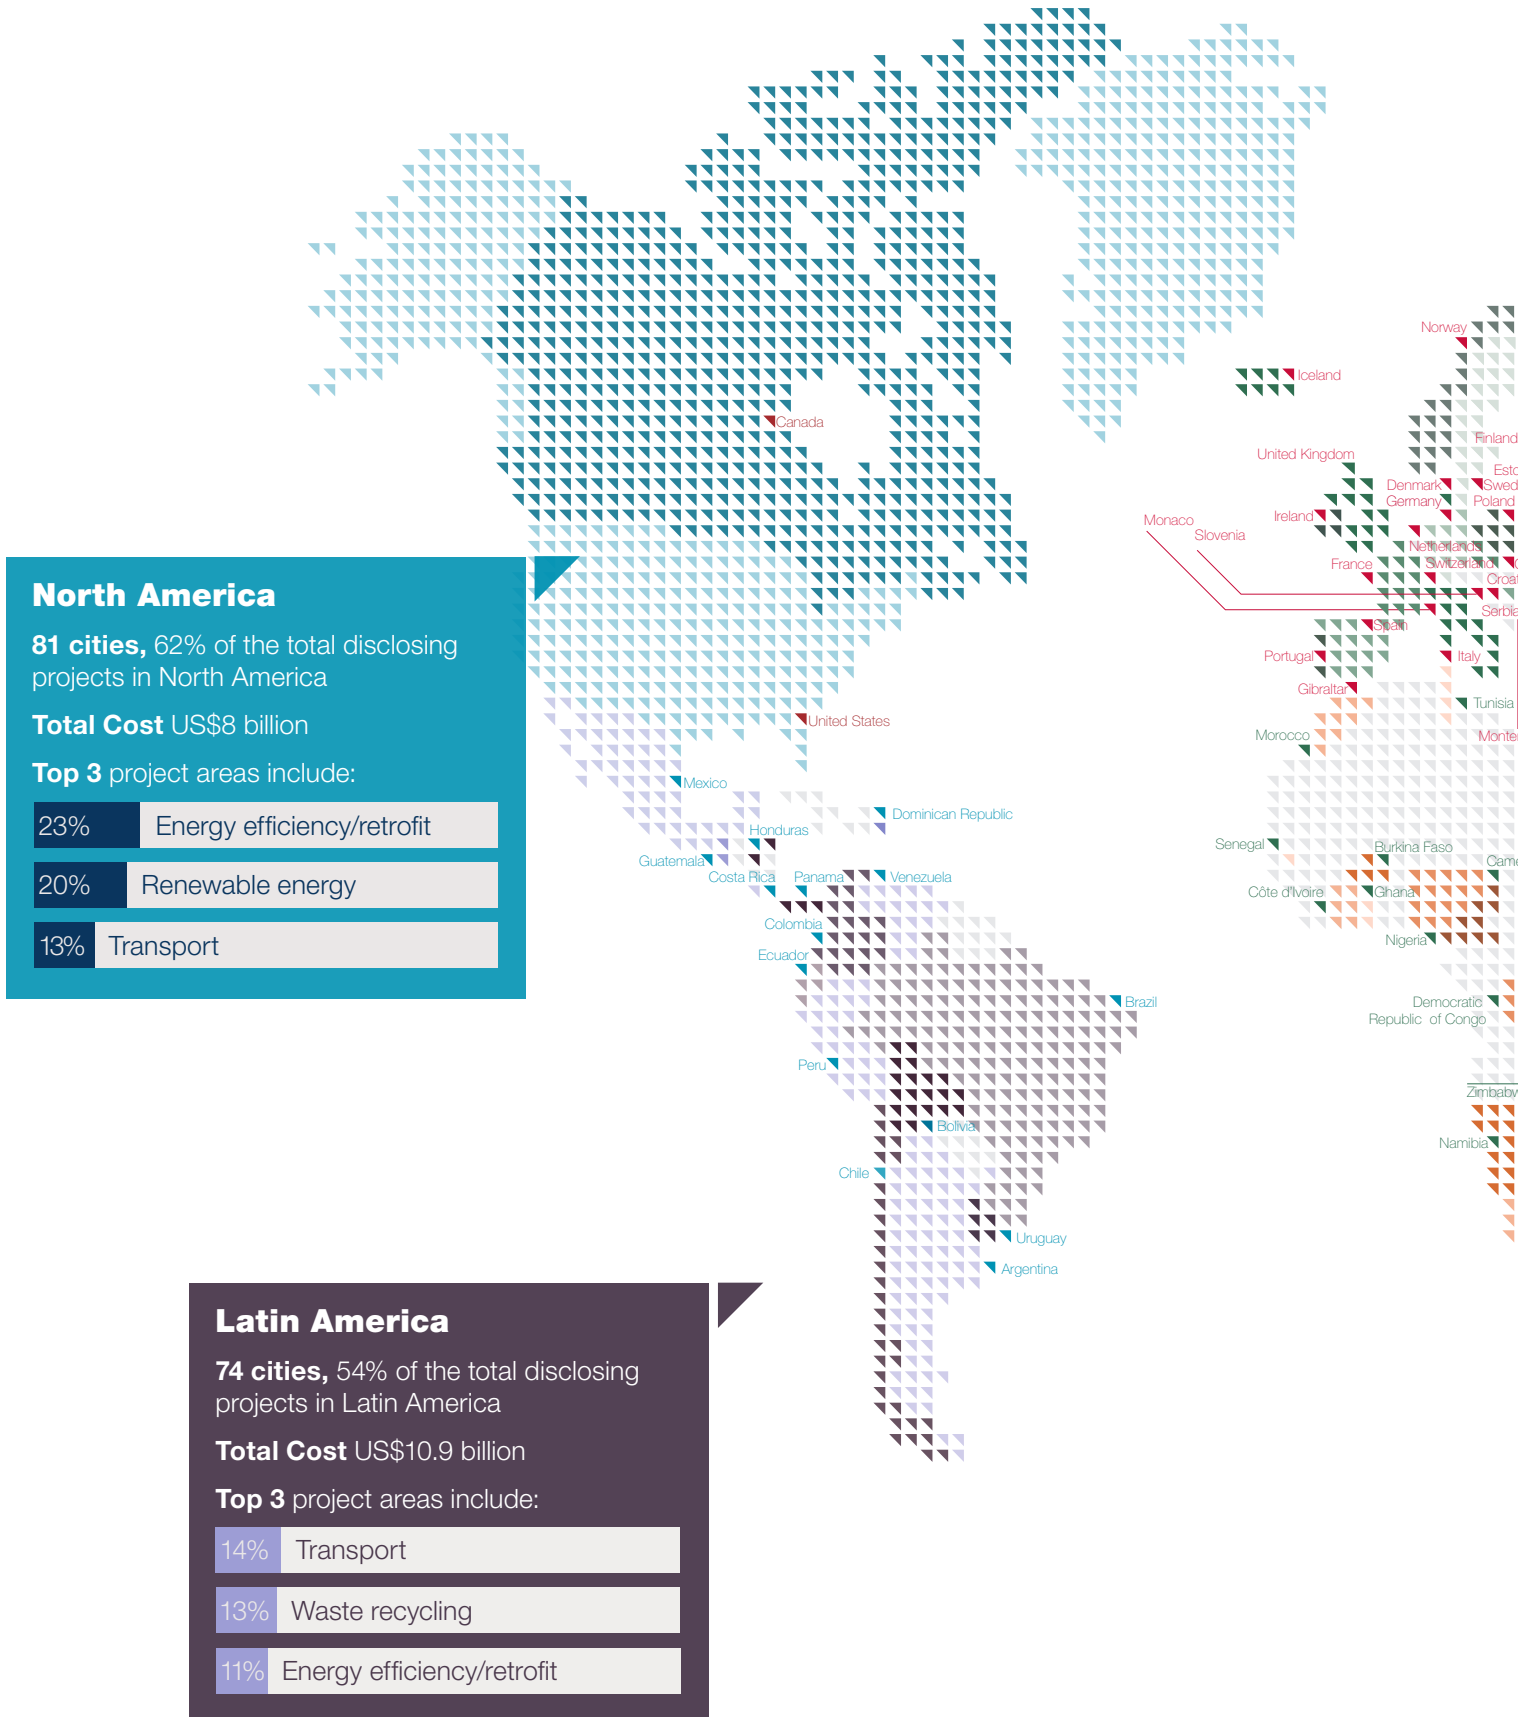 Norway
Iceland
Canada
Finland
United Kingdom
Denmark
Germany
Poland
Ireland
Monaco
Slovenia
Netherlands
France
Switzerland
Spain
Portugal
Italy
Gibraltar
Tunisia
Morocco
North America
81 cities, 62% of the total disclosing
projects in North America
Total Cost US$8 billion
Top 3 project areas include:
23% Energy efficiency/retrofit
20% Renewable energy
13% Transport
United States
Mexico
Dominican Republic
Honduras
Guatemala
Costa Rica
Panama
Venezuela
Colombia
Ecuador
Brazil
Peru
Bolivia
Chile
Uruguay
Argentina
Senegal
Burkina Faso
Côte d'Ivoire
Ghana
Nigeria
Democratic
Republic of Congo
Namibia
Latin America
74 cities, 54% of the total disclosing
projects in Latin America
Total Cost US$10.9 billion
Top 3 project areas include:
14% Transport
13% Waste recycling
11% Energy efficiency/retrofit